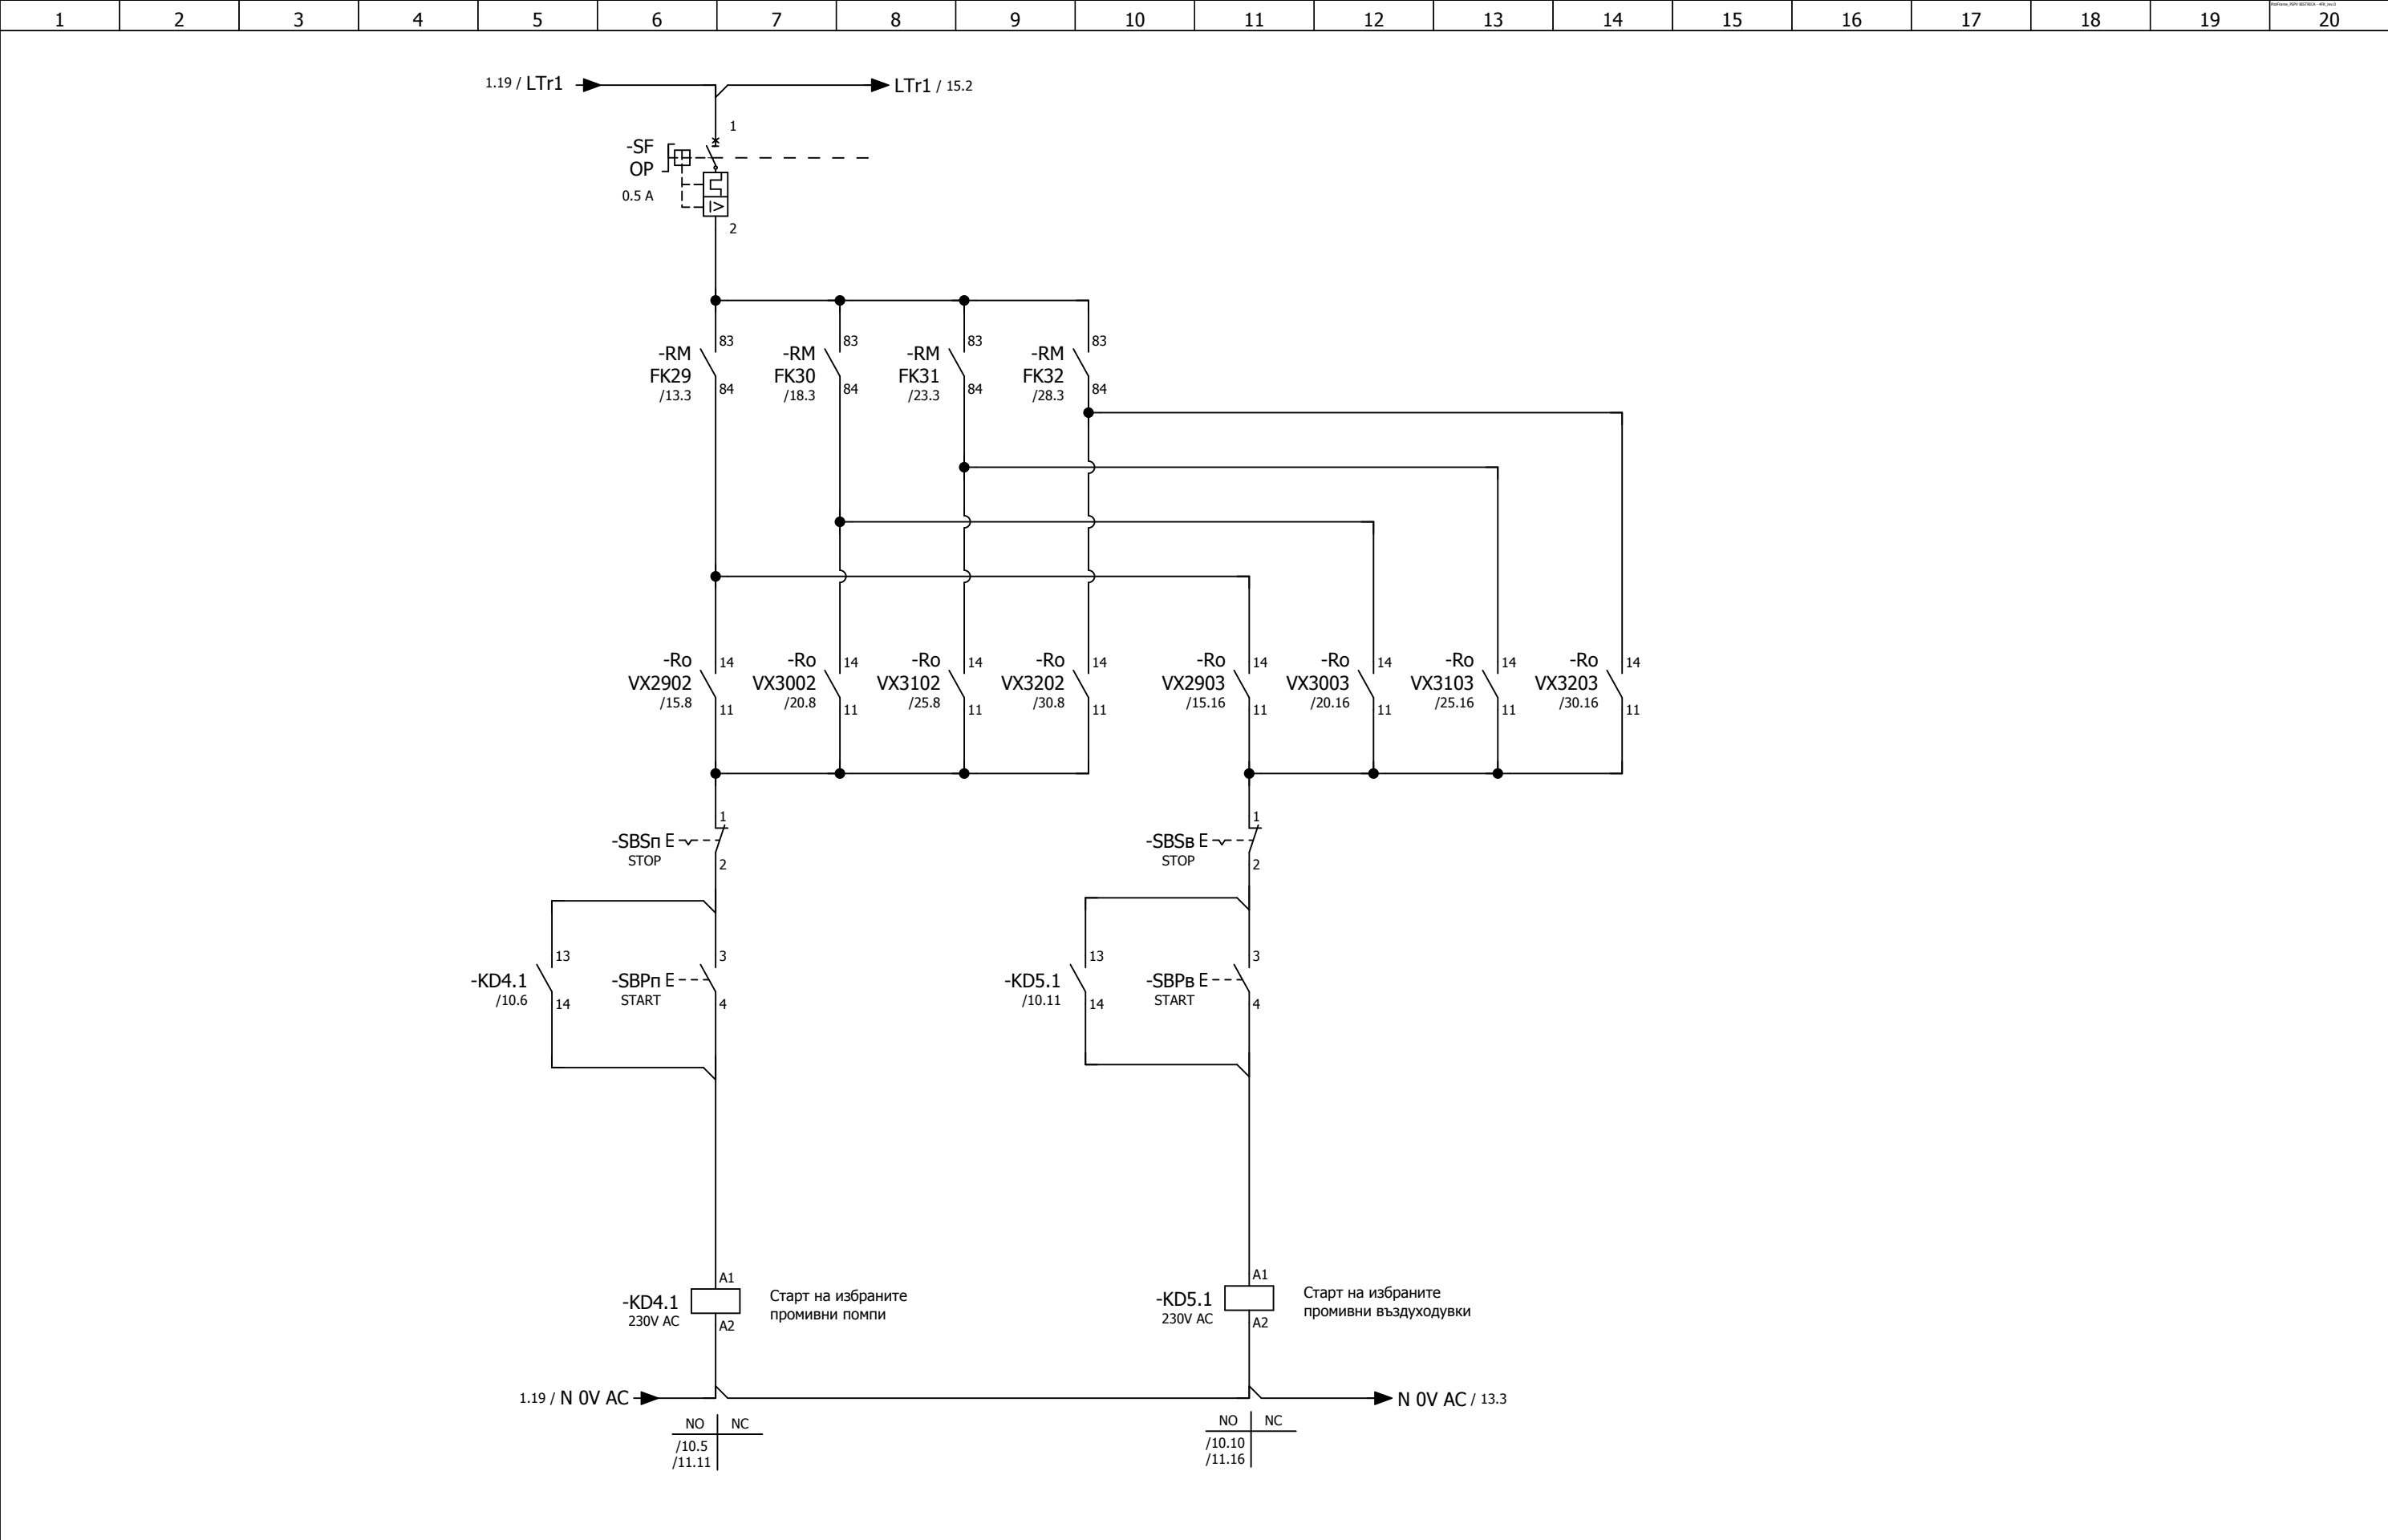 1 2 3 4 5 6 7 8 9 10 11 12 13 14 15 16 17 18 19 20
1.19 / LTr1
LTr1 / 15.2
1
-SF
OP
0.5 A
I>
2
83 83 83 83
-RM -RM -RM -RM
FK29 FK30 FK31 FK32
/13.3 /18.3 /23.3 /28.3
84 84 84 84
-Ro -Ro -Ro -Ro -Ro -Ro -Ro -Ro
14 14 14 14 14 14 14 14
VX2902 VX3002 VX3102 VX3202 VX2903 VX3003 VX3103 VX3203
/15.8 /20.8 /25.8 /30.8 /15.16 /20.16 /25.16 /30.16
11 11 11 11 11 11 11 11
1 1
-SBSп E -SBSв E
STOP STOP
2 2
13 3 13 3
-KD4.1 -SBPп E -KD5.1 -SBPв E
/10.6 START /10.11 START
14 4 14 4
A1 A1
-KD4.1 Старт на избраните -KD5.1 Старт на избраните
230V AC промивни помпи 230V AC промивни въздуходувки
A2 A2
1.19 / N 0V AC N 0V AC / 13.3
NO NC NO NC
/10.5 /10.10
/11.11 /11.16